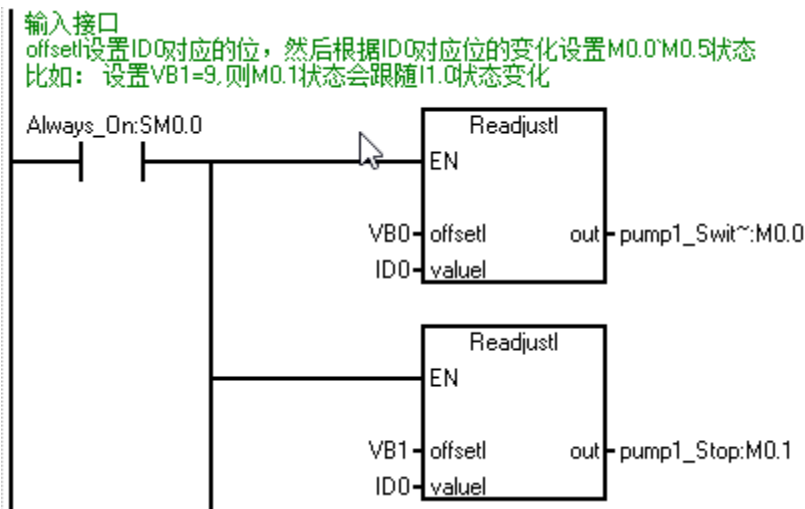 输入接口
offsetI设置ID0对应的位，然后根据ID0对应位的变化设置M0.0~M0.5状态
比如： 设置VB1=9,则M0.1状态会跟随I1.0状态变化
Always_On:SM0.0
ReadjustI
EN
VB0 offsetI out pump1_Swit~:M0.0
ID0 valueI
ReadjustI
EN
VB1 offsetI out pump1_Stop:M0.1
ID0 valueI